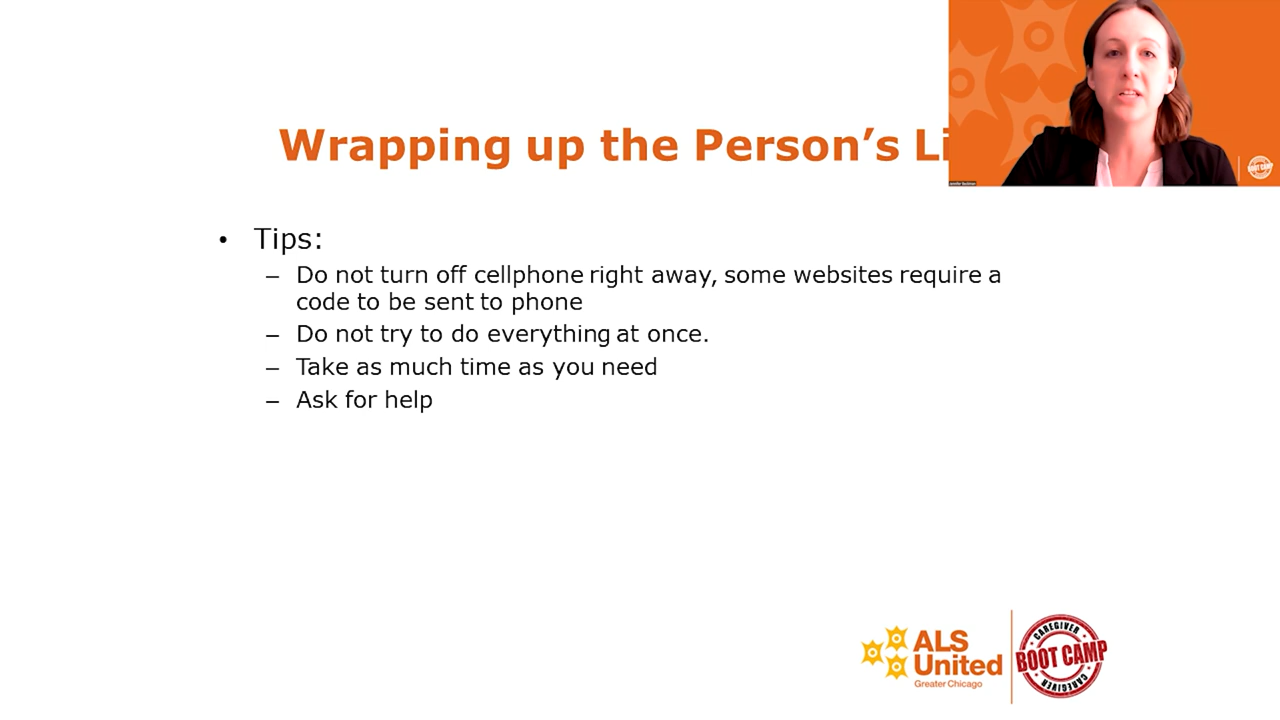 Wrapping up the Person’s Li
BOOT CAMP
• Tips:
– Do not turn off cellphone right away, some websites require a
code to be sent to phone
– Do not try to do everything at once.
– Take as much time as you need
– Ask for help
ALS
United
Greater Chicago
CAREGIVER
BOOT CAMP
CAREGIVER